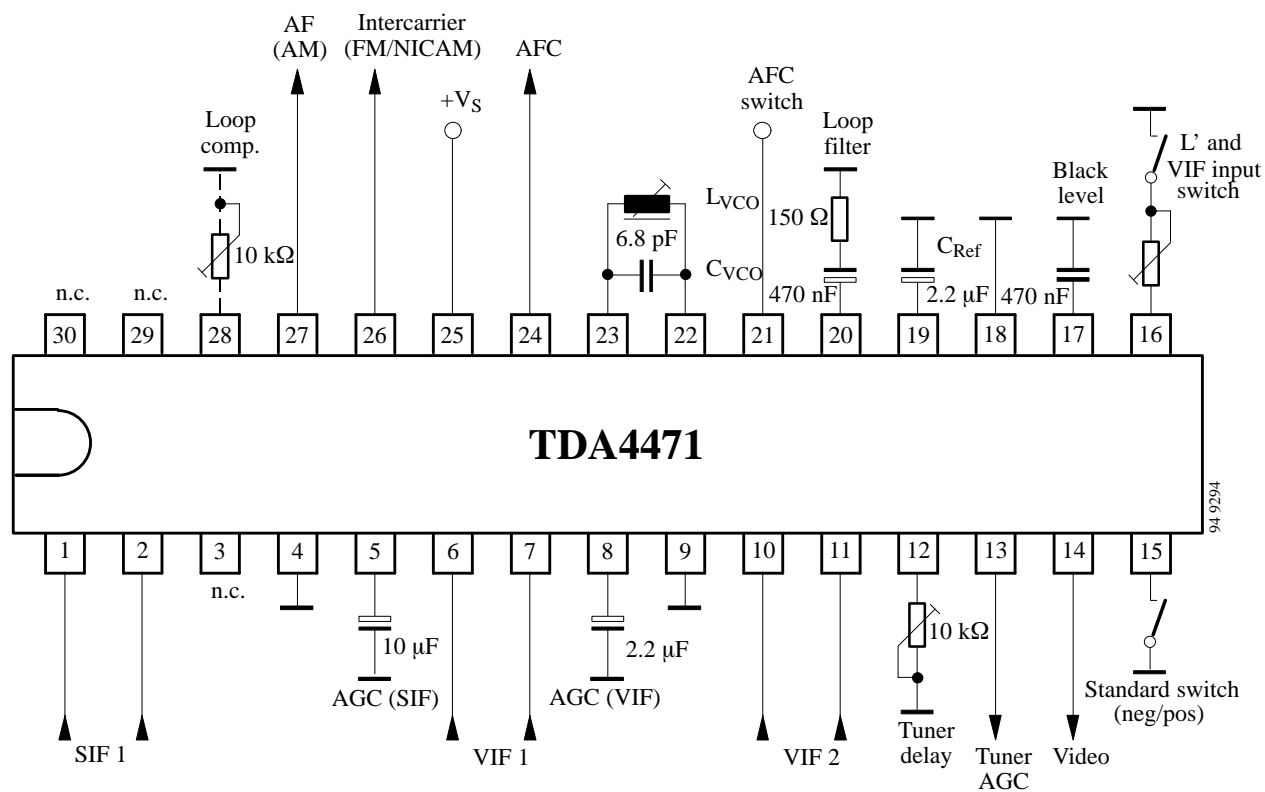 AF
(AM)
Intercarrier
(FM/NICAM)
AFC
+V_S
AFC
switch
Loop
comp.
Loop
filter
L' and
VIF input
switch
Black
level
L_VCO
150 Ω
6.8 pF
10 kΩ
C_Ref
C_VCO
470 nF
2.2 µF
470 nF
n.c.
n.c.
30
29
28
27
26
25
24
23
22
21
20
19
18
17
16
TDA4471
94 9294
1
2
3
4
5
6
7
8
9
10
11
12
13
14
15
n.c.
10 µF
2.2 µF
10 kΩ
AGC (SIF)
AGC (VIF)
Standard switch
(neg/pos)
SIF 1
VIF 1
VIF 2
Tuner
delay
Tuner
AGC
Video